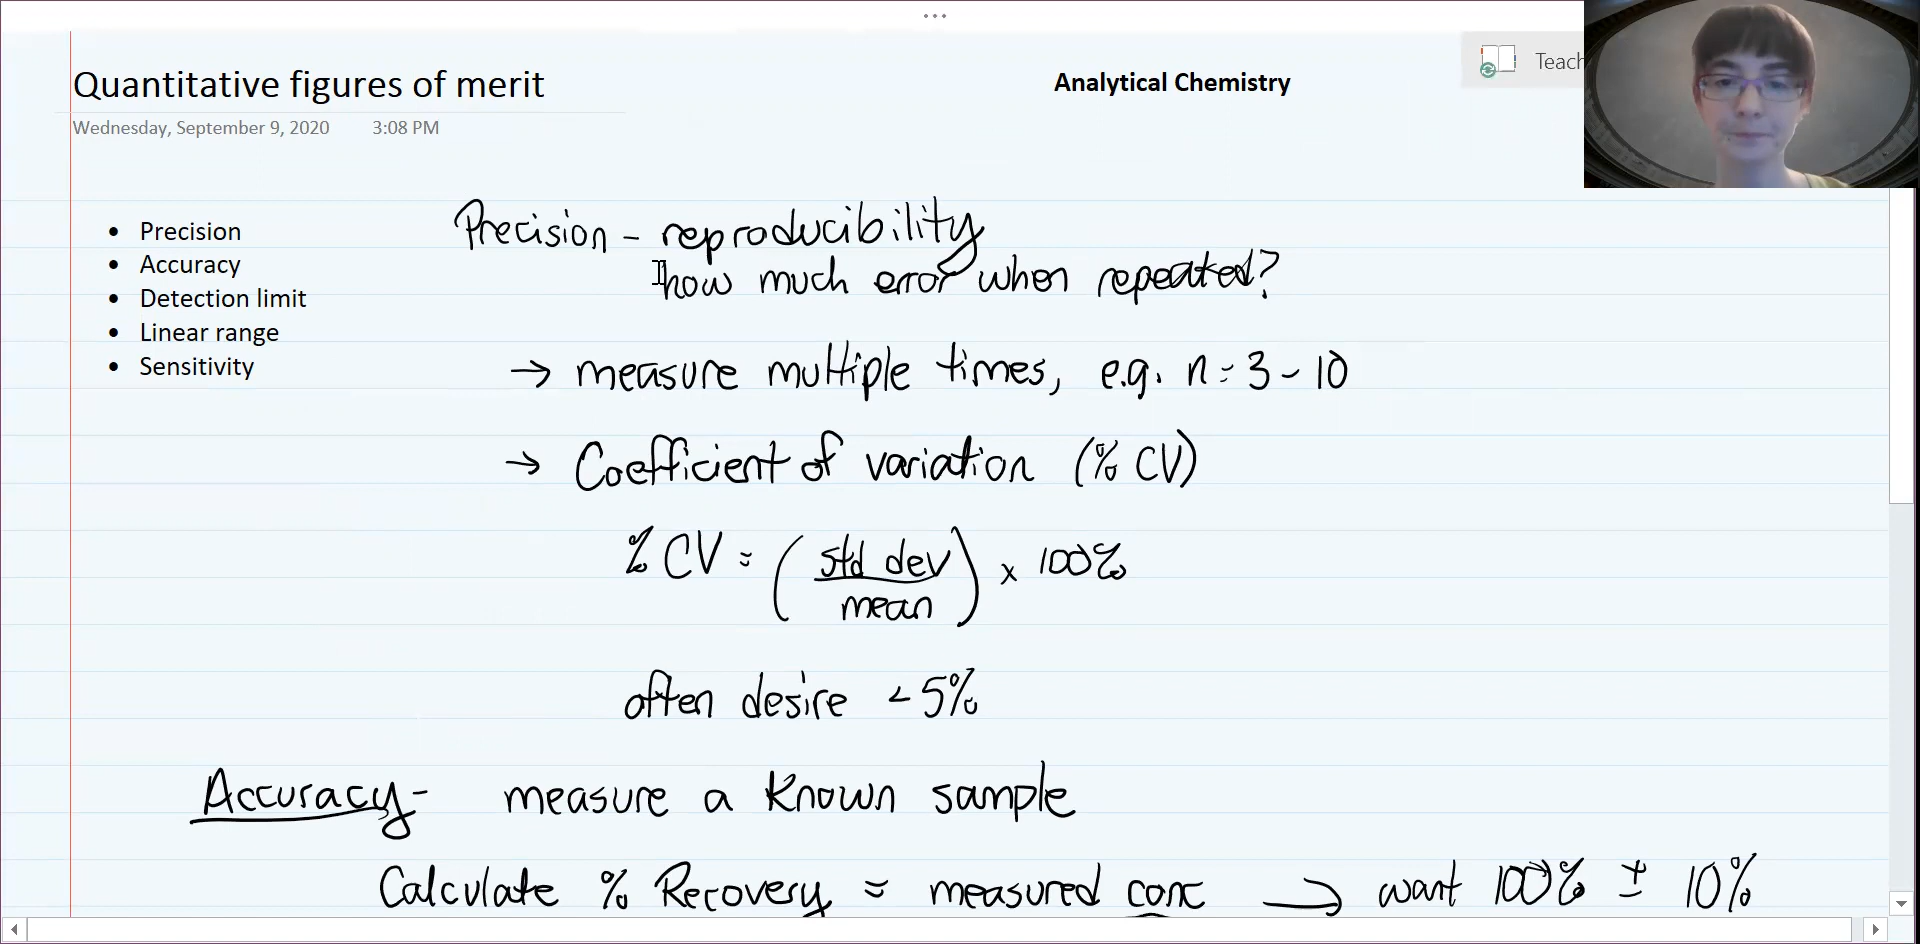 Quantitative figures of merit
Analytical Chemistry
Teach
Wednesday, September 9, 2020 3:08 PM
• Precision
• Accuracy
• Detection limit
• Linear range
• Sensitivity
Precision - reproducibility
how much error when repeated?
→ measure multiple times, e.g. n = 3 - 10
→ Coefficient of variation (% CV)
% CV = (std dev
mean) x 100%
often desire < 5%
Accuracy - measure a known sample
Calculate % Recovery = measured conc → want 100% ± 10%